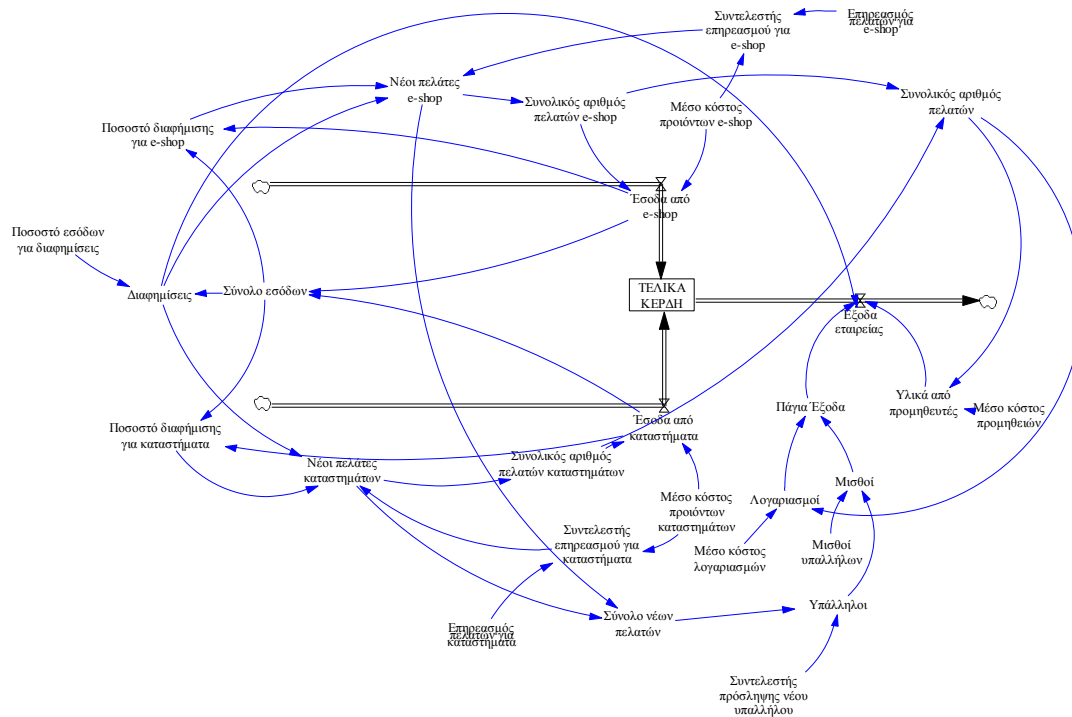 Συντελεστής
επηρεασμού για
e-shop
Επηρεασμός
πελατών για
e-shop
Νέοι πελάτες
e-shop
Συνολικός αριθμός
πελατών e-shop
Μέσο κόστος
προιόντων e-shop
Συνολικός αριθμός
πελατών
Ποσοστό διαφήμισης
για e-shop
Έσοδα από
e-shop
Ποσοστό εσόδων
για διαφημίσεις
Διαφημίσεις
Σύνολο εσόδων
ΤΕΛΙΚΑ
ΚΕΡΔΗ
Έξοδα
εταιρείας
Ποσοστό διαφήμισης
για καταστήματα
Έσοδα από
καταστήματα
Πάγια Έξοδα
Υλικά από
προμηθευτές
Μέσο κόστος
προμηθειών
Νέοι πελάτες
καταστημάτων
Συνολικός αριθμός
πελατών καταστημάτων
Μέσο κόστος
προιόντων
καταστημάτων
Λογαριασμοί
Μισθοί
Συντελεστής
επηρεασμού για
καταστήματα
Μέσο κόστος
λογαριασμών
Μισθοί
υπαλλήλων
Επηρεασμός
πελατών για
καταστήματα
Σύνολο νέων
πελατών
Υπάλληλοι
Συντελεστής
πρόσληψης νέου
υπαλλήλου